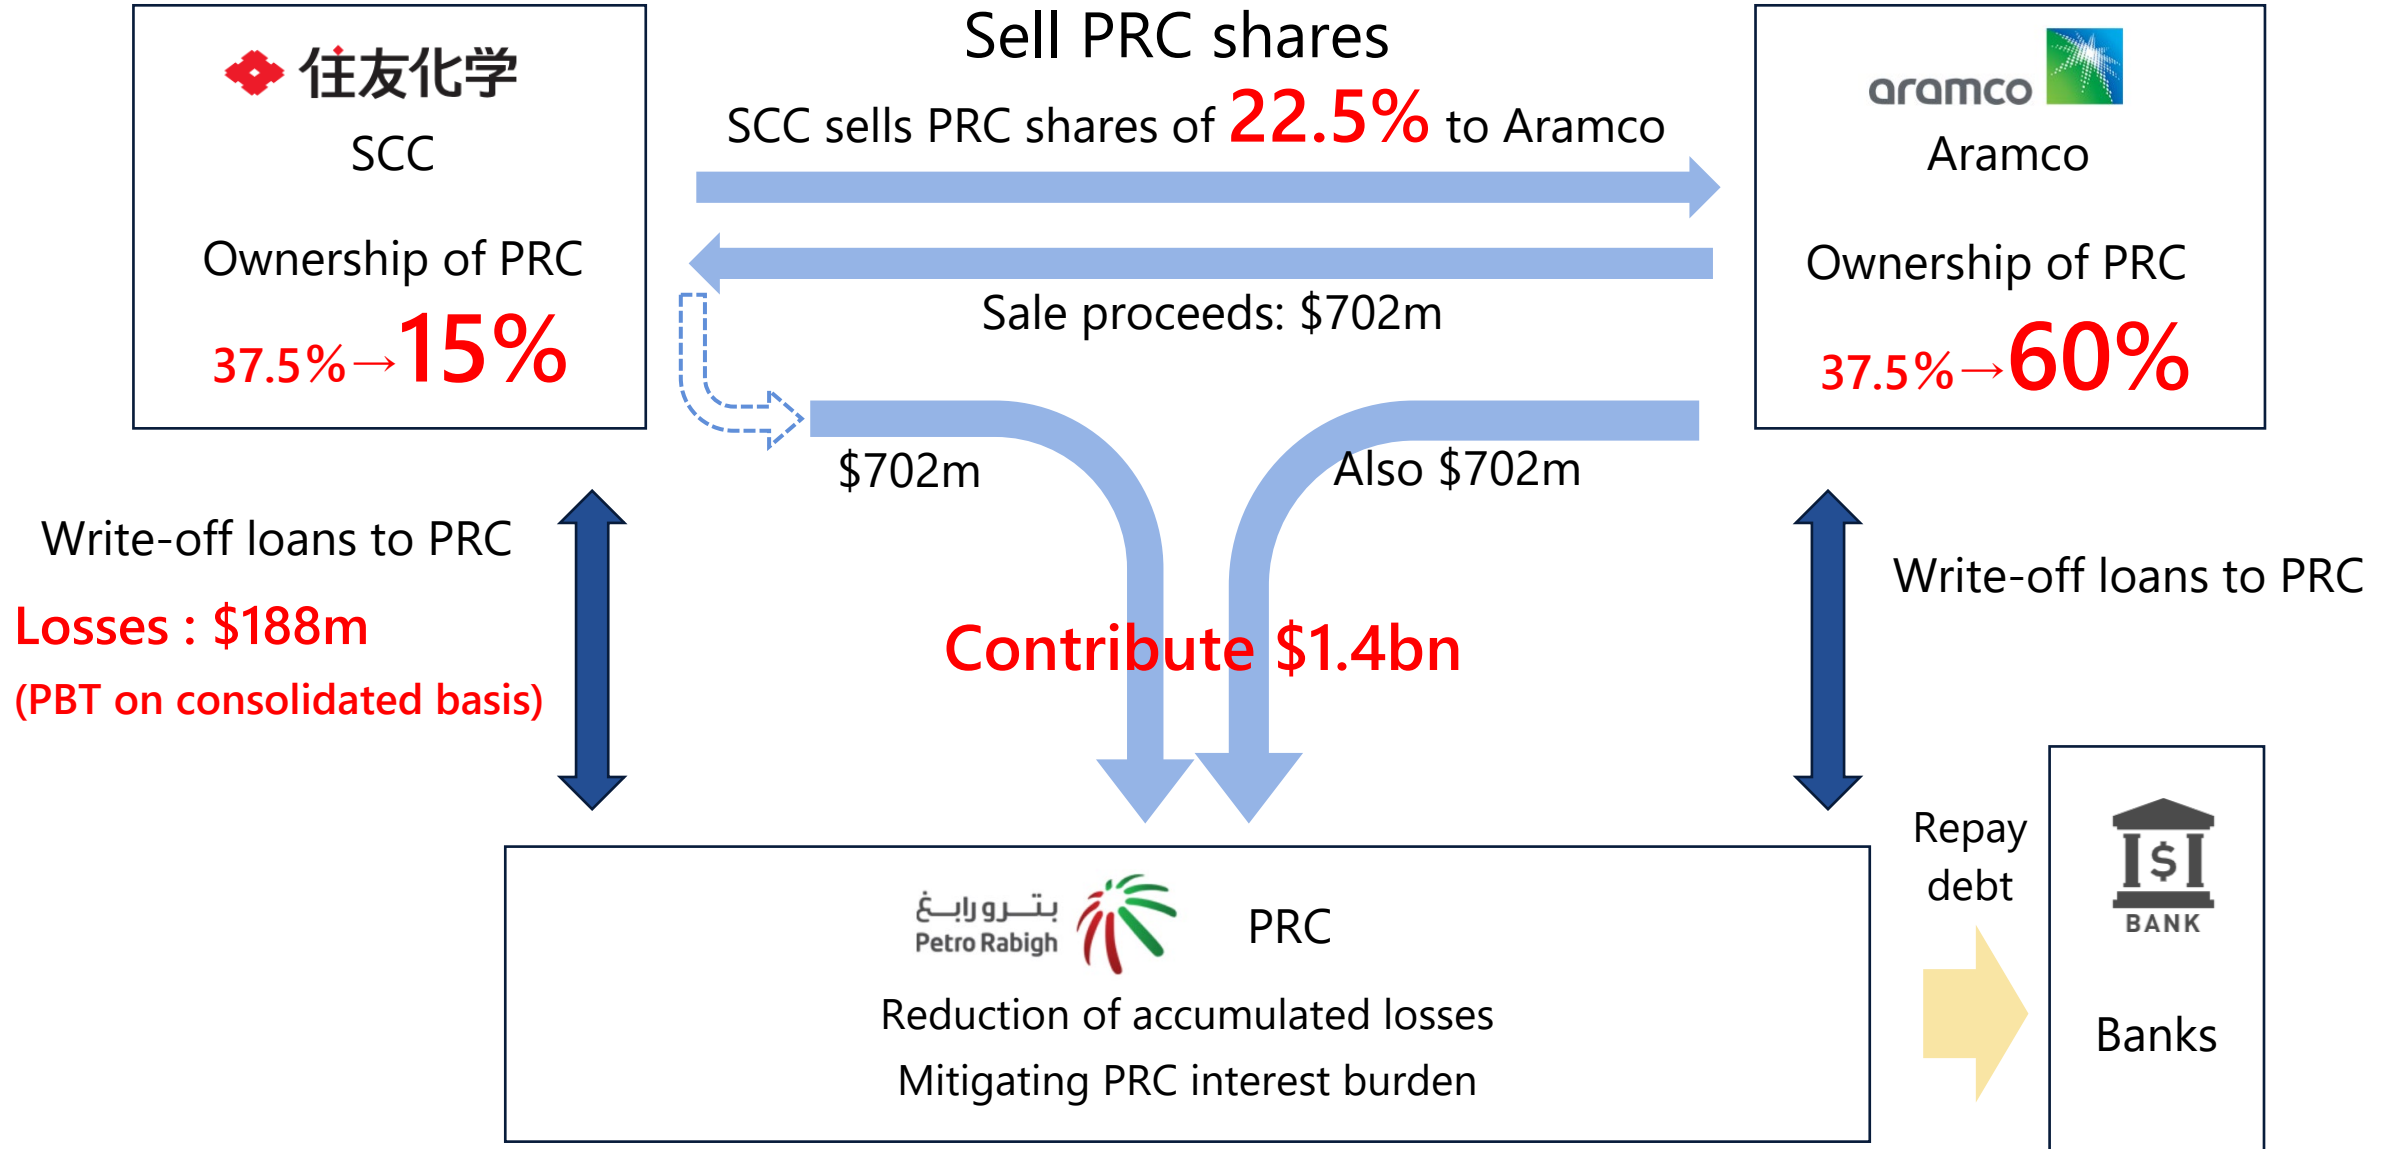 住友化学
SCC
Ownership of PRC
37.5%→15%
Sell PRC shares
SCC sells PRC shares of 22.5% to Aramco
Sale proceeds: $702m
aramco
Aramco
Ownership of PRC
37.5%→60%
$702m
Also $702m
Write-off loans to PRC
Losses : $188m
(PBT on consolidated basis)
Contribute $1.4bn
Write-off loans to PRC
بترورابغ
Petro Rabigh
PRC
Reduction of accumulated losses
Mitigating PRC interest burden
Repay
debt
$
BANK
Banks